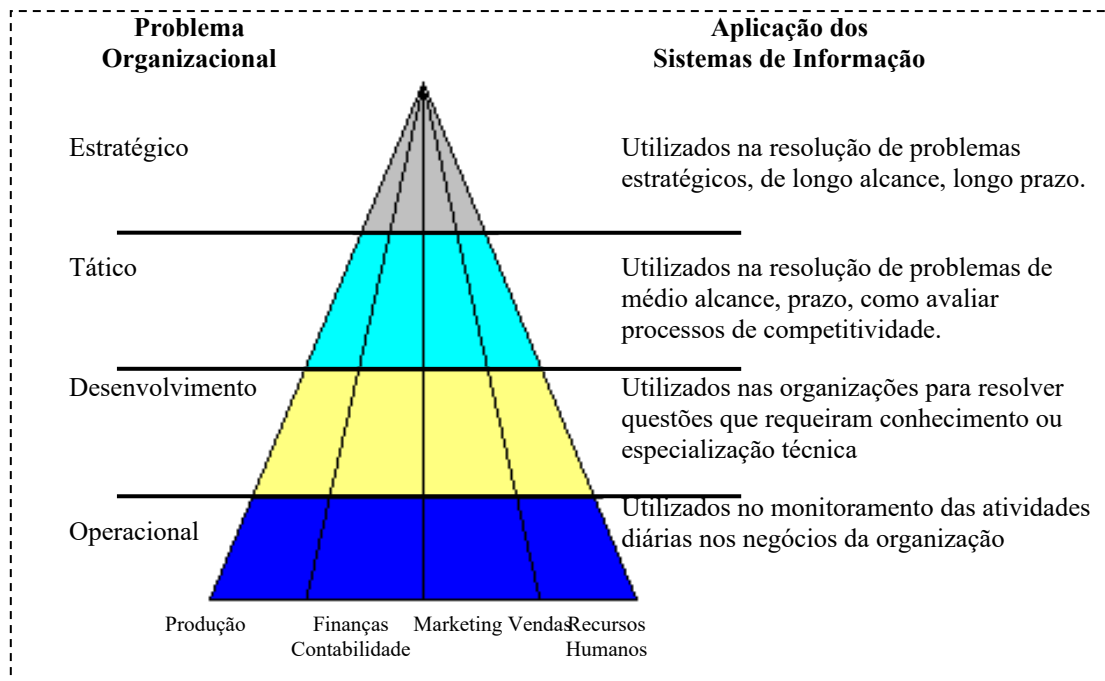 Problema
Organizacional
Aplicação dos
Sistemas de Informação
Estratégico
Utilizados na resolução de problemas
estratégicos, de longo alcance, longo prazo.
Tático
Utilizados na resolução de problemas de
médio alcance, prazo, como avaliar
processos de competitividade.
Desenvolvimento
Utilizados nas organizações para resolver
questões que requeiram conhecimento ou
especialização técnica
Operacional
Utilizados no monitoramento das atividades
diárias nos negócios da organização
Produção
Finanças
Contabilidade
Marketing
Vendas
Recursos
Humanos